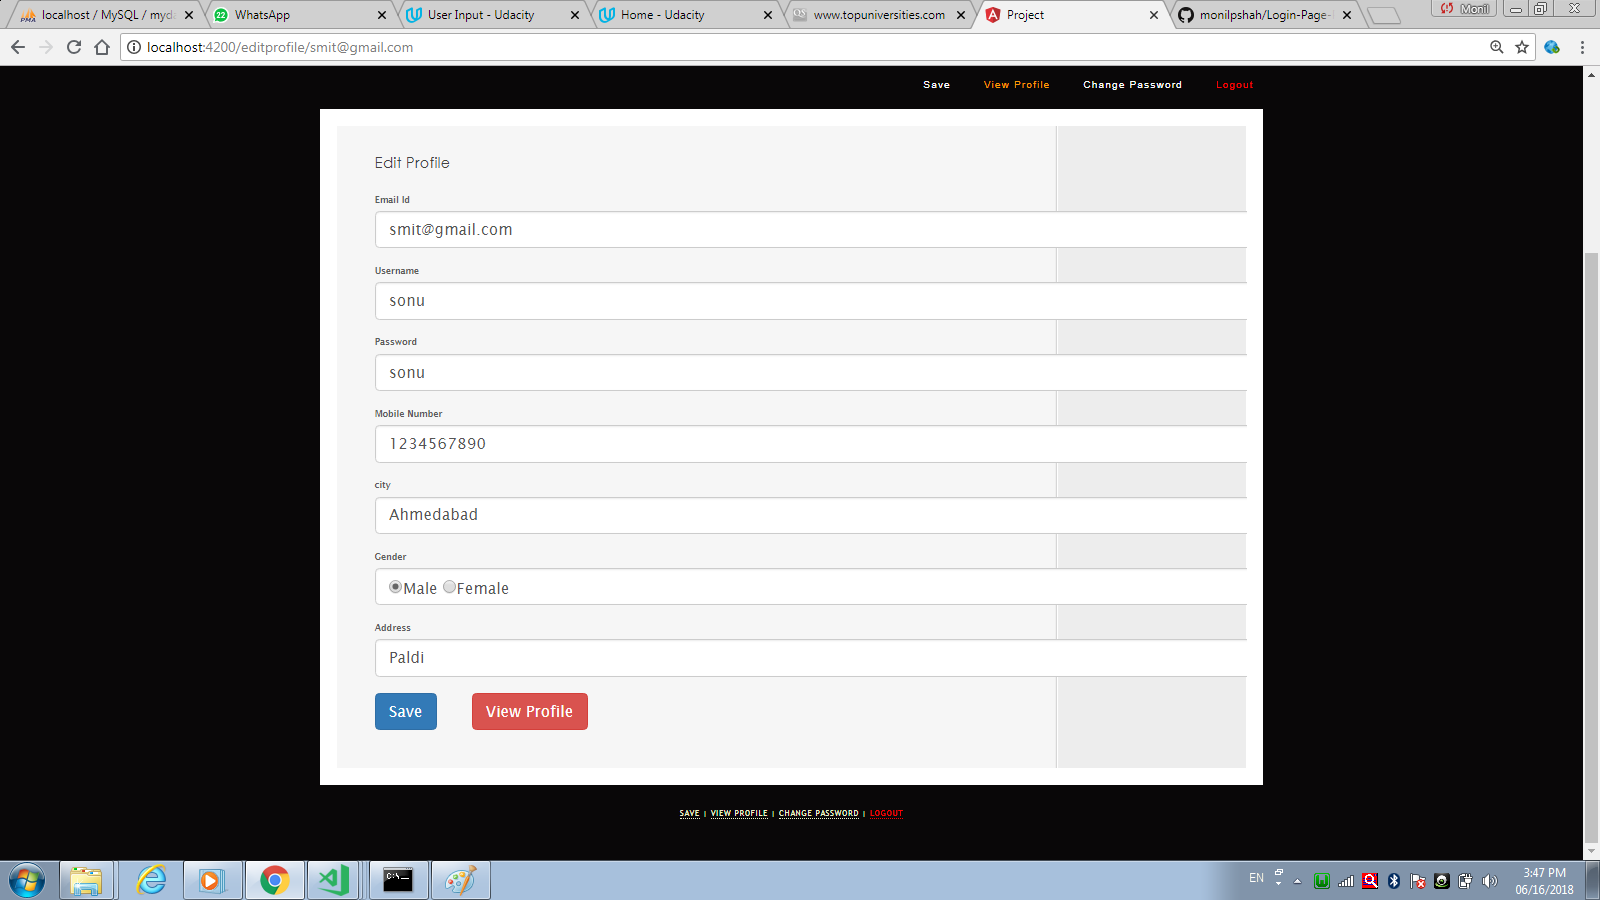 localhost / MySQL / myda
WhatsApp
User Input - Udacity
Home - Udacity
www.topuniversities.com
Project
monilpshah/Login-Page-
Monil
localhost:4200/editprofile/smit@gmail.com
Save View Profile Change Password Logout
Edit Profile
Email Id
smit@gmail.com
Username
sonu
Password
sonu
Mobile Number
1234567890
city
Ahmedabad
Gender
Male Female
Address
Paldi
Save View Profile
SAVE | VIEW PROFILE | CHANGE PASSWORD | LOGOUT
EN
3:47 PM
06/16/2018